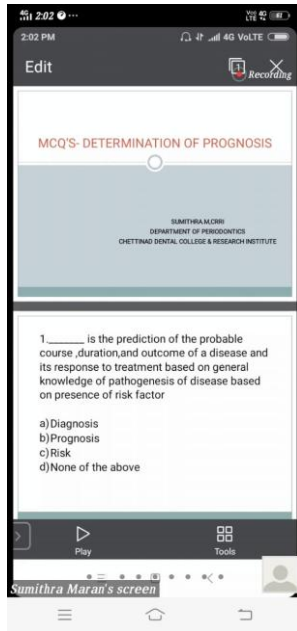 4G 2:02 ...
2:02 PM 4G VoLTE
Edit
Recording
MCQ'S- DETERMINATION OF PROGNOSIS
SUMITHRA.M,CRRI
DEPARTMENT OF PERIODONTICS
CHETTINAD DENTAL COLLEGE & RESEARCH INSTITUTE
1._______ is the prediction of the probable
course ,duration,and outcome of a disease and
its response to treatment based on general
knowledge of pathogenesis of disease based
on presence of risk factor
a)Diagnosis
b)Prognosis
c)Risk
d)None of the above
Play Tools
Sumithra Maran's screen